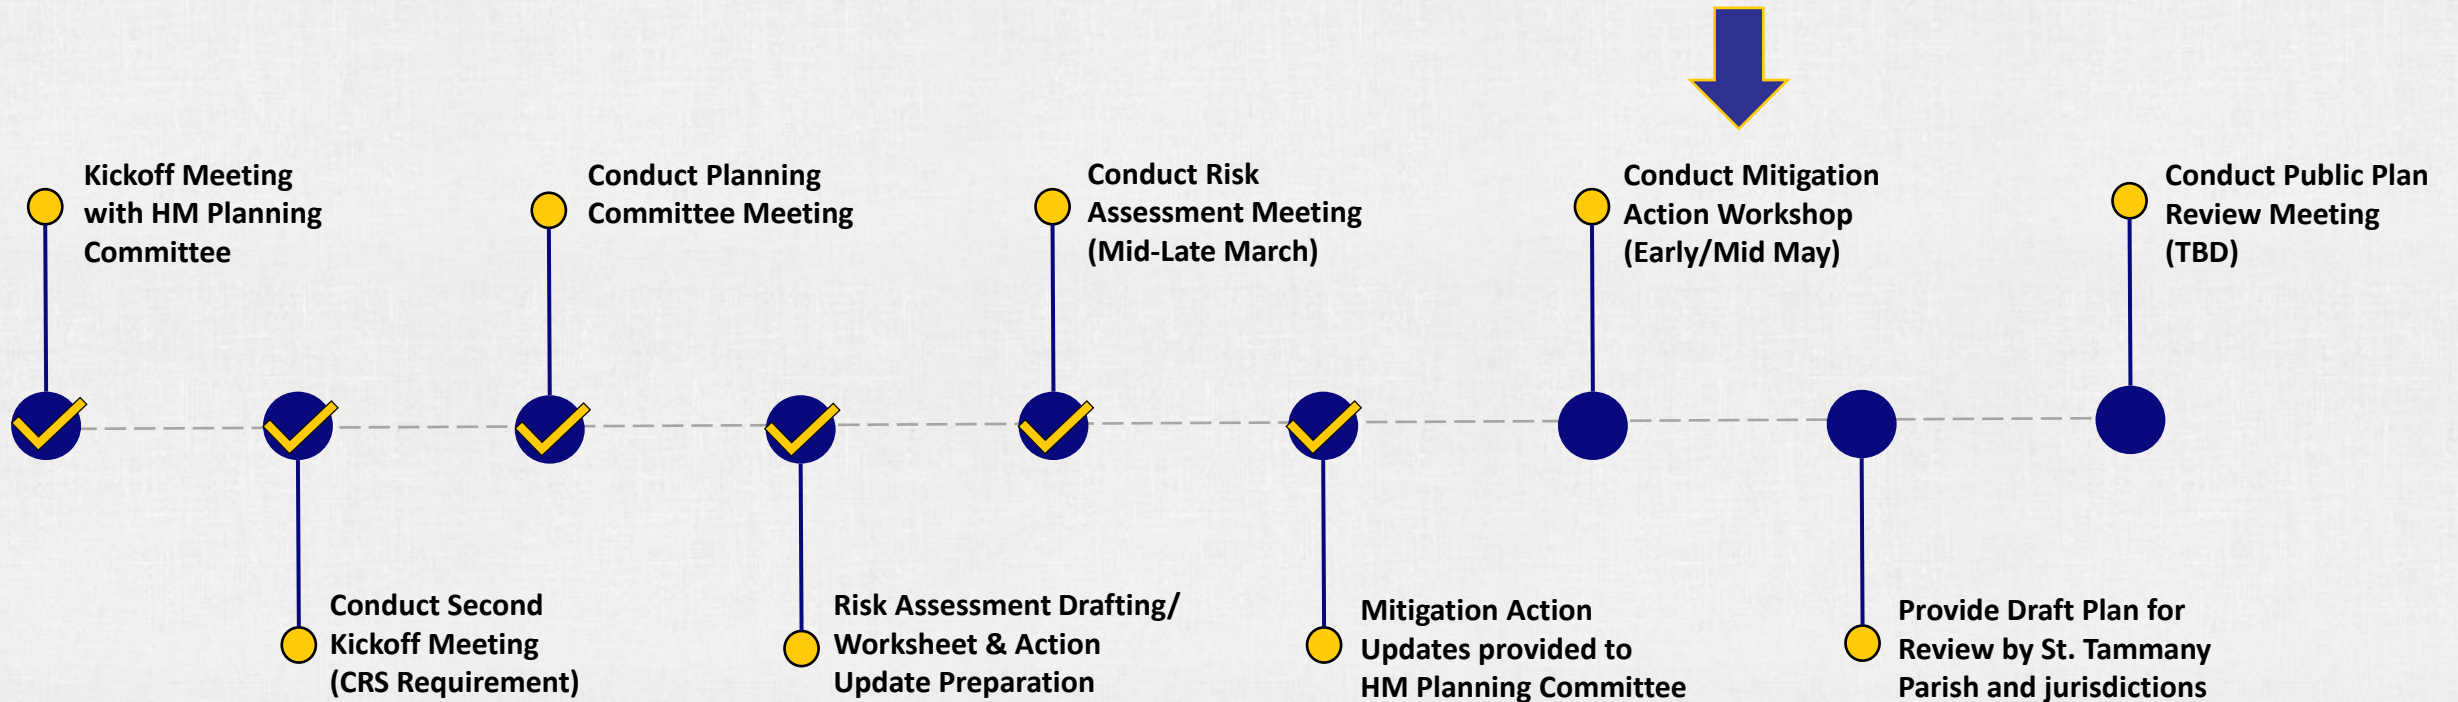 Kickoff Meeting
with HM Planning
Committee
Conduct Second
Kickoff Meeting
(CRS Requirement)
Conduct Planning
Committee Meeting
Risk Assessment Drafting/
Worksheet & Action
Update Preparation
Conduct Risk
Assessment Meeting
(Mid-Late March)
Mitigation Action
Updates provided to
HM Planning Committee
Conduct Mitigation
Action Workshop
(Early/Mid May)
Provide Draft Plan for
Review by St. Tammany
Parish and jurisdictions
Conduct Public Plan
Review Meeting
(TBD)